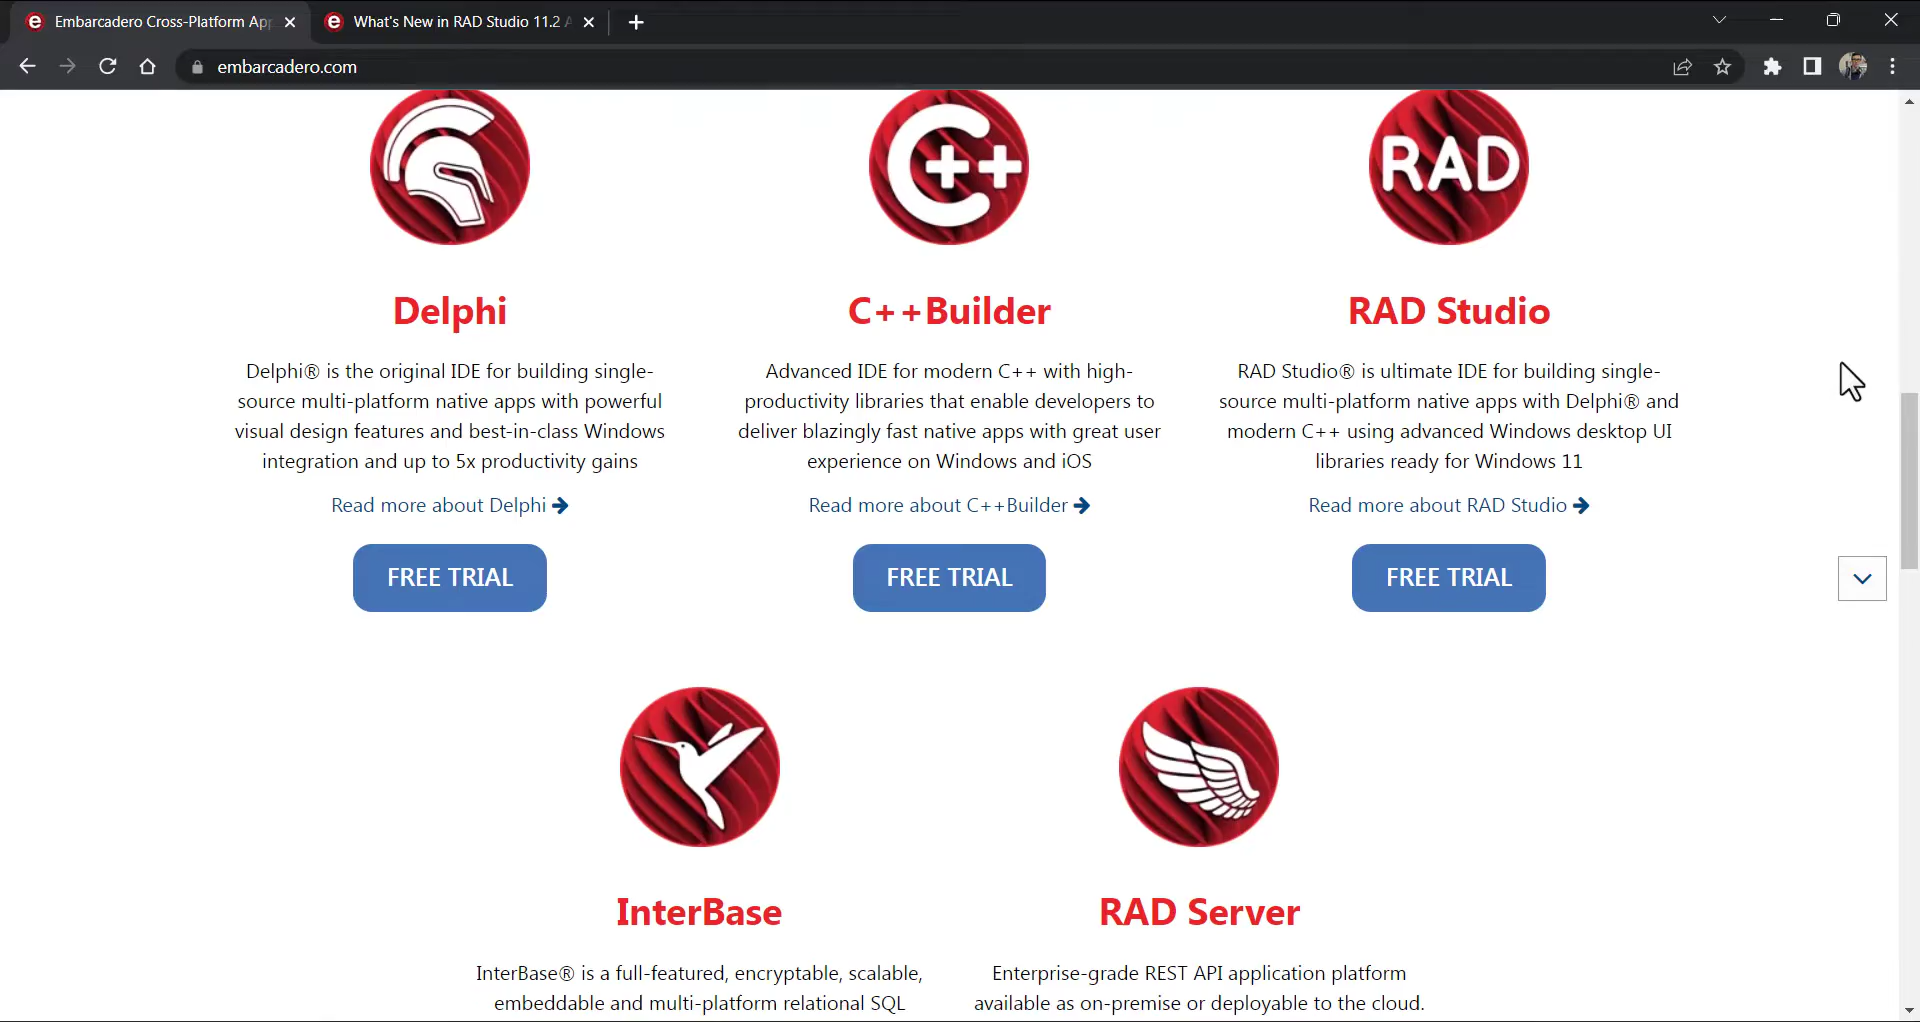 Embarcadero Cross-Platform App
What's New in RAD Studio 11.2 A
embarcadero.com
C++
RAD
Delphi
C++Builder
RAD Studio
Delphi® is the original IDE for building single-
source multi-platform native apps with powerful
visual design features and best-in-class Windows
integration and up to 5x productivity gains
Read more about Delphi
FREE TRIAL
Advanced IDE for modern C++ with high-
productivity libraries that enable developers to
deliver blazingly fast native apps with great user
experience on Windows and iOS
Read more about C++Builder
FREE TRIAL
RAD Studio® is ultimate IDE for building single-
source multi-platform native apps with Delphi® and
modern C++ using advanced Windows desktop UI
libraries ready for Windows 11
Read more about RAD Studio
FREE TRIAL
InterBase
InterBase® is a full-featured, encryptable, scalable,
embeddable and multi-platform relational SQL
RAD Server
Enterprise-grade REST API application platform
available as on-premise or deployable to the cloud.